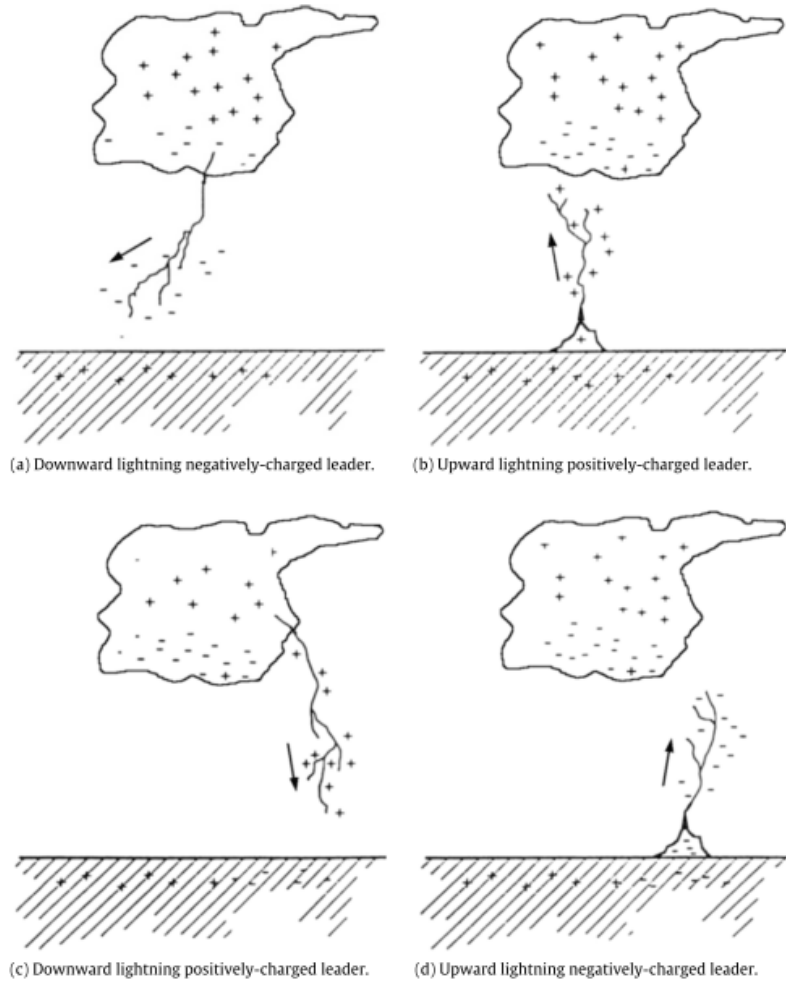 (a) Downward lightning negatively-charged leader.
(b) Upward lightning positively-charged leader.
(c) Downward lightning positively-charged leader.
(d) Upward lightning negatively-charged leader.